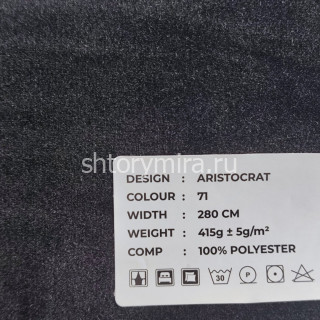 shtorymira.ru
DESIGN : ARISTOCRAT
COLOUR : 71
WIDTH : 280 CM
WEIGHT : 415g ± 5g/m²
COMP : 100% POLYESTER
30 P